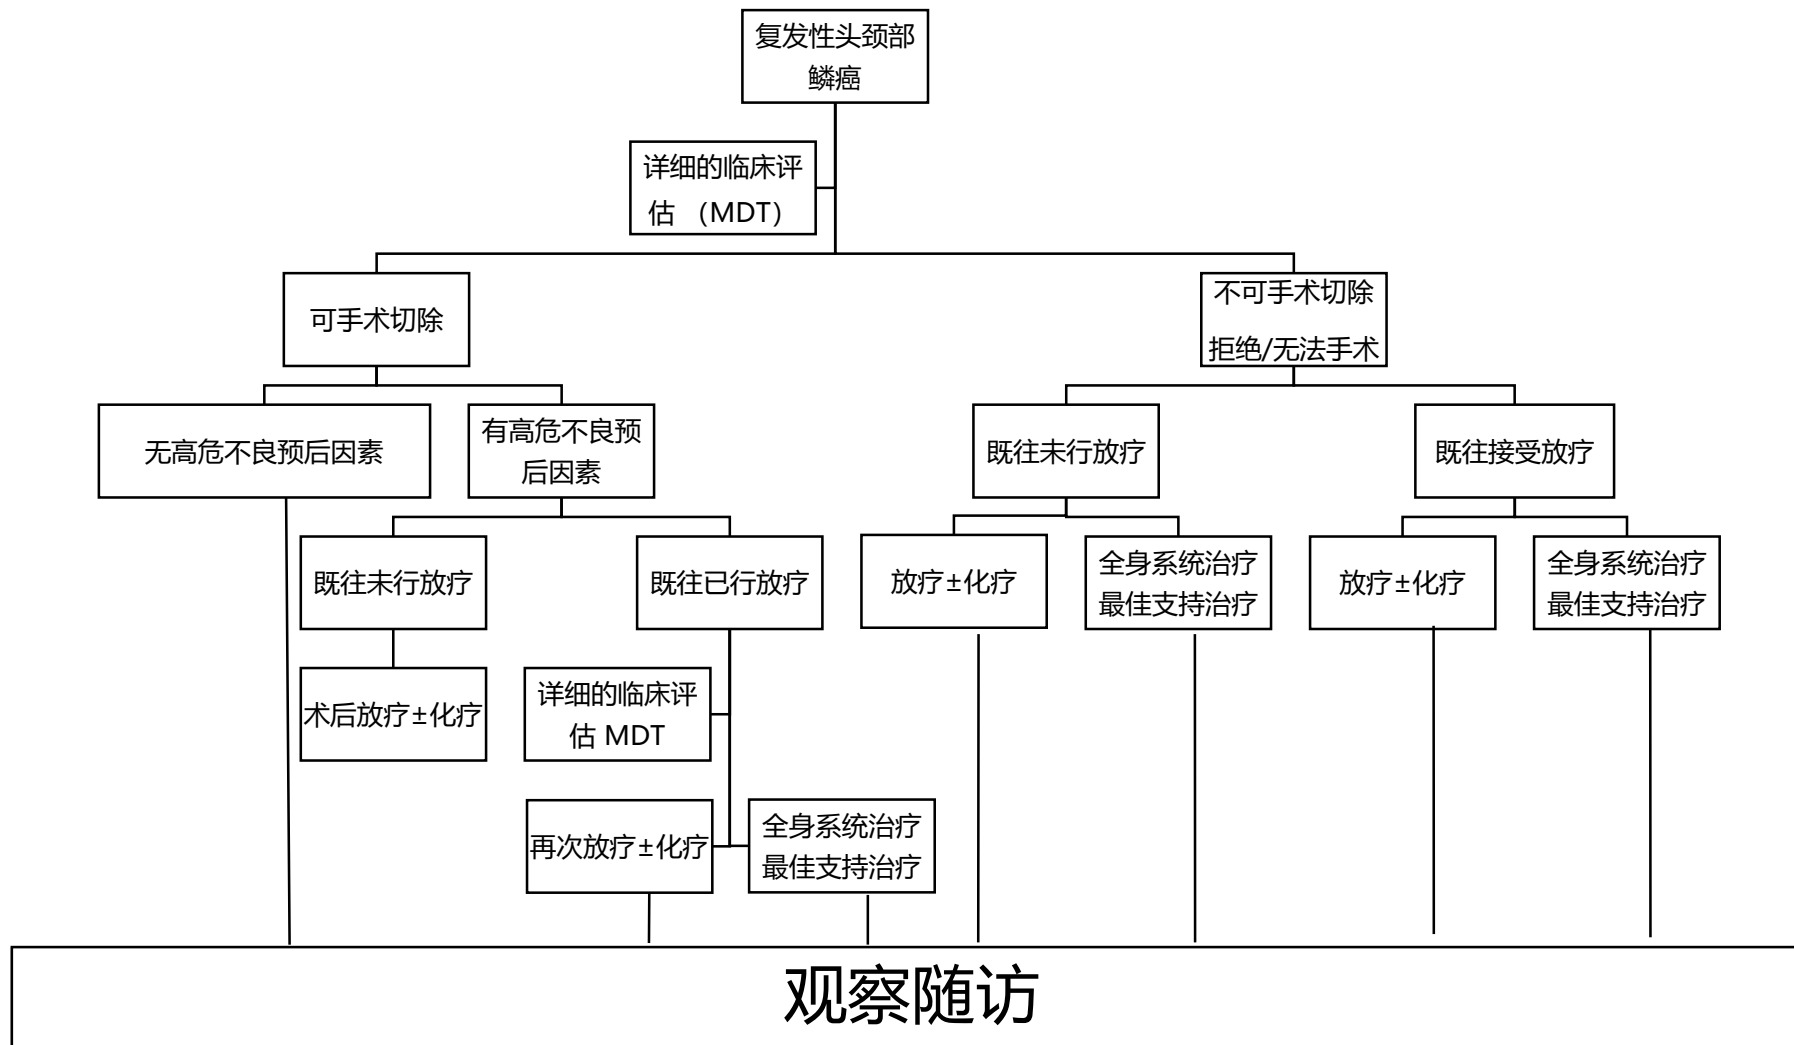 复发性头颈部
鳞癌
详细的临床评
估 （MDT）
可手术切除
不可手术切除
拒绝/无法手术
无高危不良预后因素
有高危不良预
后因素
既往未行放疗
既往接受放疗
既往未行放疗
既往已行放疗
放疗±化疗
全身系统治疗
最佳支持治疗
放疗±化疗
全身系统治疗
最佳支持治疗
术后放疗±化疗
详细的临床评
估 MDT
再次放疗±化疗
全身系统治疗
最佳支持治疗
观察随访